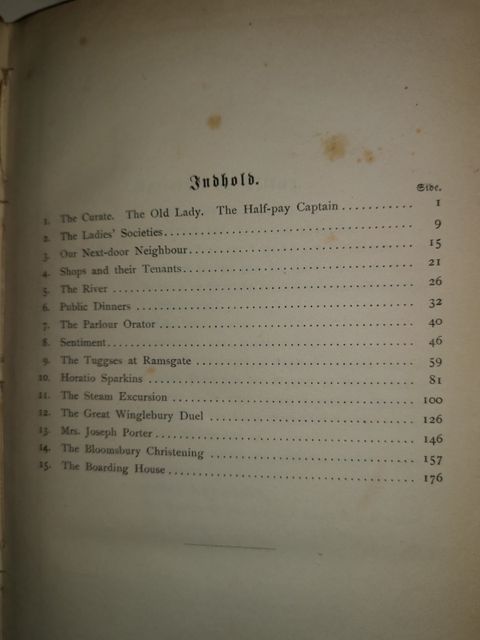 Indhold.
Side.
1. The Curate. The Old Lady. The Half-pay Captain .......... 1
2. The Ladies' Societies .......... 9
3. Our Next-door Neighbour .......... 15
4. Shops and their Tenants .......... 21
5. The River .......... 26
6. Public Dinners .......... 32
7. The Parlour Orator .......... 40
8. Sentiment .......... 46
9. The Tuggses at Ramsgate .......... 59
10. Horatio Sparkins .......... 81
11. The Steam Excursion .......... 100
12. The Great Winglebury Duel .......... 126
13. Mrs. Joseph Porter .......... 146
14. The Bloomsbury Christening .......... 157
15. The Boarding House .......... 176